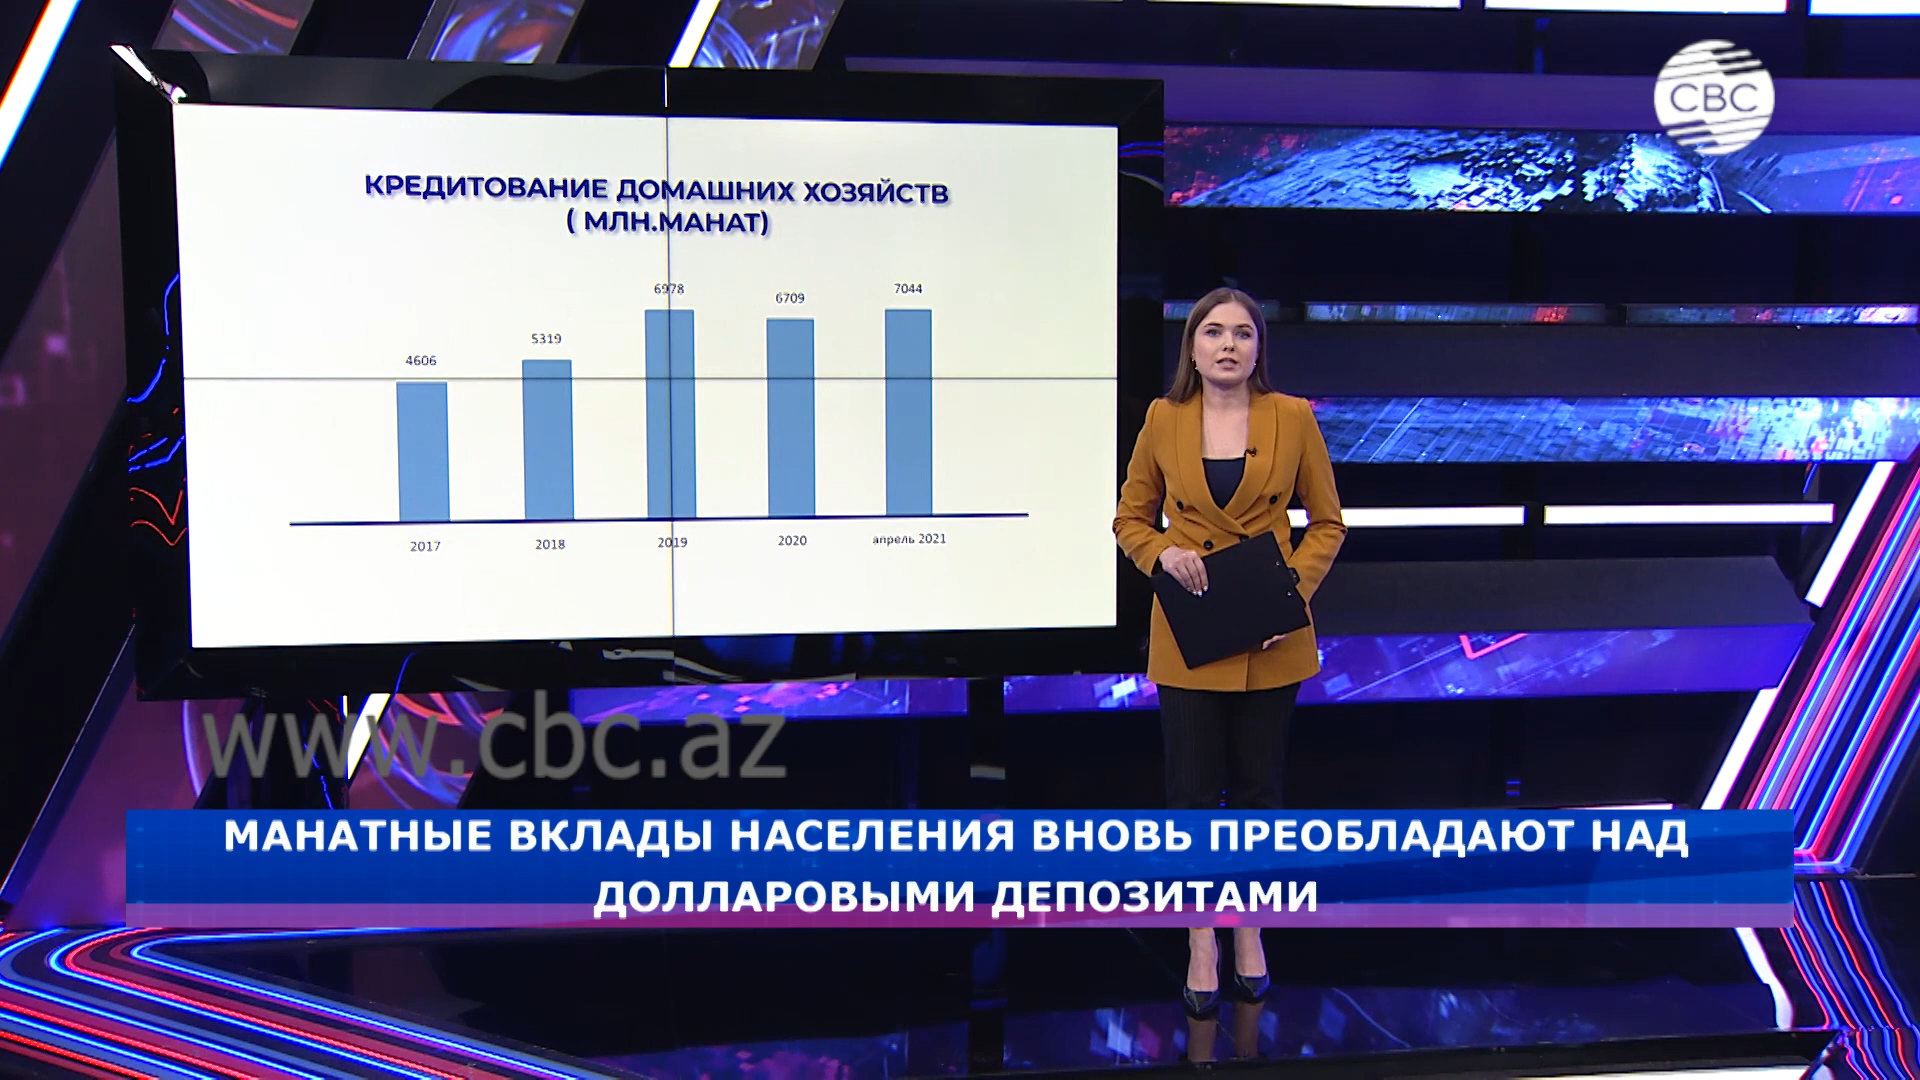 CBC
КРЕДИТОВАНИЕ ДОМАШНИХ ХОЗЯЙСТВ
( МЛН.МАНАТ)
4606
5319
6978
6709
7044
2017
2018
2019
2020
апрель 2021
www.cbc.az
МАНАТНЫЕ ВКЛАДЫ НАСЕЛЕНИЯ ВНОВЬ ПРЕОБЛАДАЮТ НАД
ДОЛЛАРОВЫМИ ДЕПОЗИТАМИ